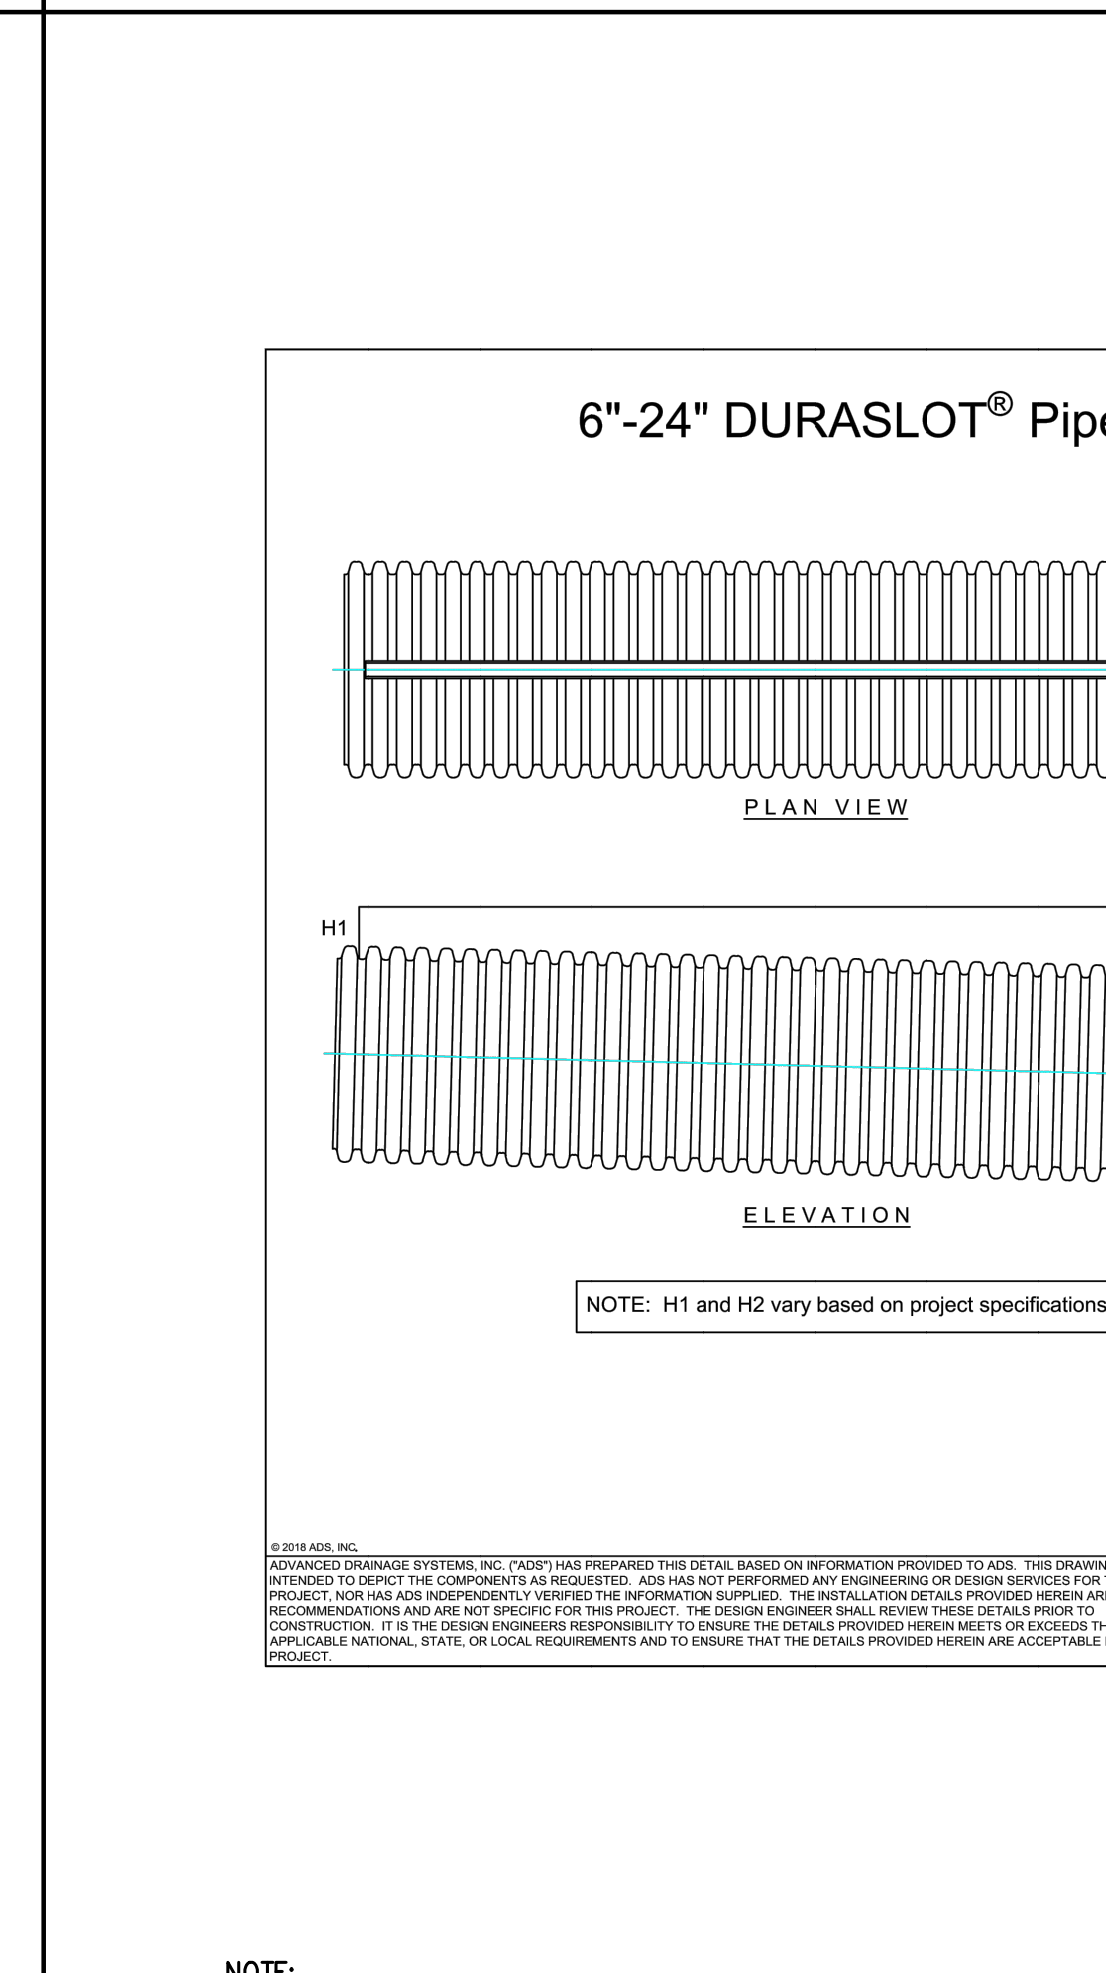 6"-24" DURASLOT® Pipe
PLAN VIEW
H1
ELEVATION
NOTE: H1 and H2 vary based on project specifications
© 2018 ADS, INC.
ADVANCED DRAINAGE SYSTEMS, INC. ("ADS") HAS PREPARED THIS DETAIL BASED ON INFORMATION PROVIDED TO ADS. THIS DRAWIN
INTENDED TO DEPICT THE COMPONENTS AS REQUESTED. ADS HAS NOT PERFORMED ANY ENGINEERING OR DESIGN SERVICES FOR
PROJECT, NOR HAS ADS INDEPENDENTLY VERIFIED THE INFORMATION SUPPLIED. THE INSTALLATION DETAILS PROVIDED HEREIN ARE
RECOMMENDATIONS AND ARE NOT SPECIFIC FOR THIS PROJECT. THE DESIGN ENGINEER SHALL REVIEW THESE DETAILS PRIOR TO
CONSTRUCTION. IT IS THE DESIGN ENGINEERS RESPONSIBILITY TO ENSURE THE DETAILS PROVIDED HEREIN MEETS OR EXCEEDS TH
APPLICABLE NATIONAL, STATE, OR LOCAL REQUIREMENTS AND TO ENSURE THAT THE DETAILS PROVIDED HEREIN ARE ACCEPTABLE
PROJECT.
NOTE: